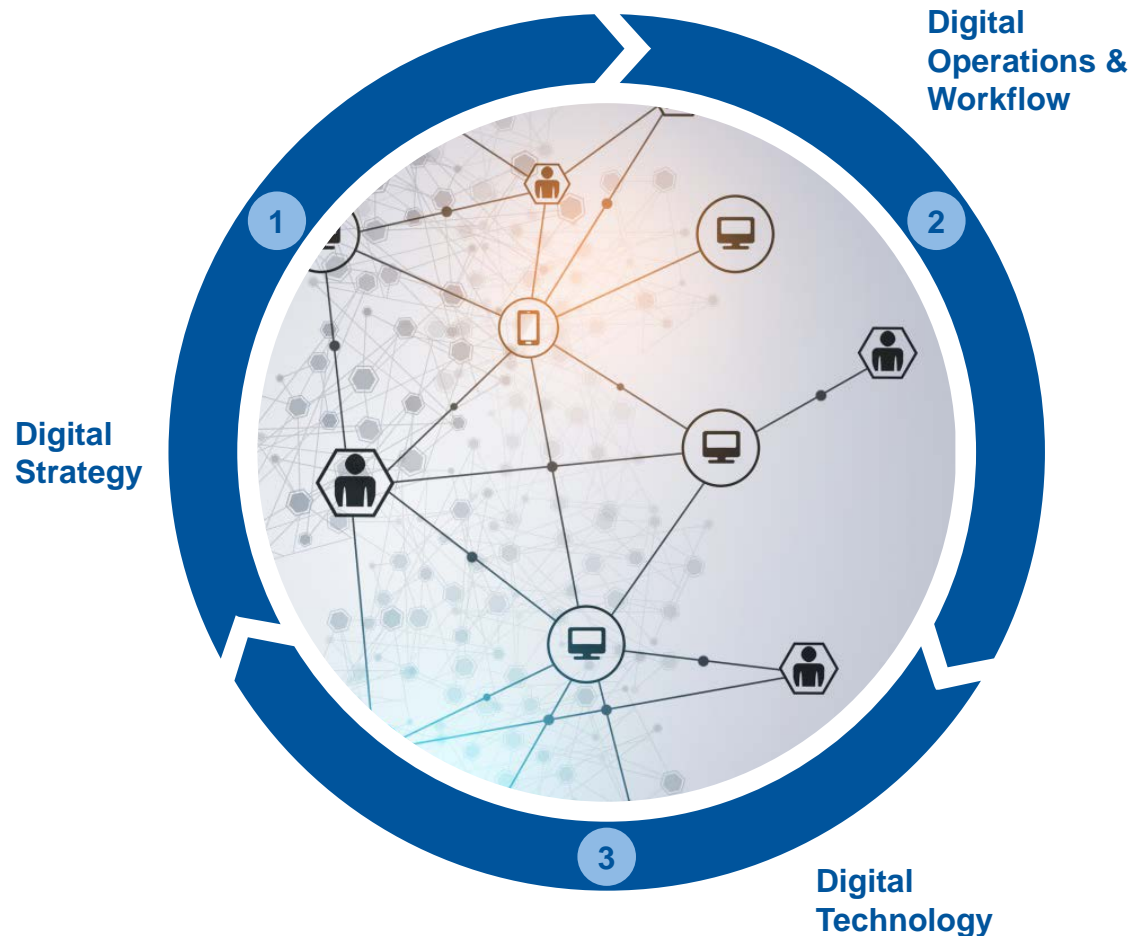 Digital
Operations &
Workflow
1
2
Digital
Strategy
3
Digital
Technology